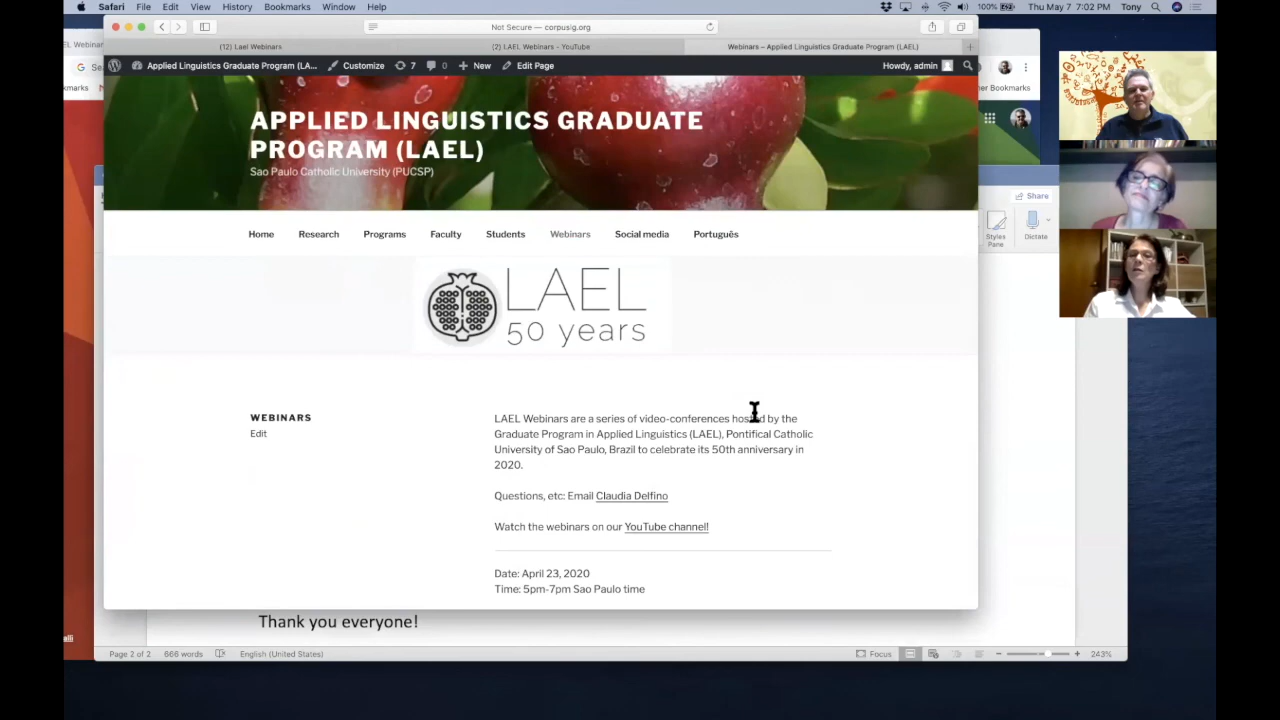 Safari File Edit View History Bookmarks Window Help
100% Thu May 7 7:02 PM Tony
Not Secure — corpusig.org
(12) Lael Webinars
(2) LAEL Webinars - YouTube
Webinars – Applied Linguistics Graduate Program (LAEL)
Applied Linguistics Graduate Program (LA... Customize 7 0 New Edit Page
Howdy, admin
er Bookmarks
APPLIED LINGUISTICS GRADUATE
PROGRAM (LAEL)
Sao Paulo Catholic University (PUCSP)
Share
Styles
Pane
Dictate
Home Research Programs Faculty Students Webinars Social media Português
LAEL
50 years
WEBINARS
Edit
LAEL Webinars are a series of video-conferences hosted by the
Graduate Program in Applied Linguistics (LAEL), Pontifical Catholic
University of Sao Paulo, Brazil to celebrate its 50th anniversary in
2020.
Questions, etc: Email Claudia Delfino
Watch the webinars on our YouTube channel!
Date: April 23, 2020
Time: 5pm-7pm Sao Paulo time
Thank you everyone!
Page 2 of 2 666 words English (United States)
Focus
243%